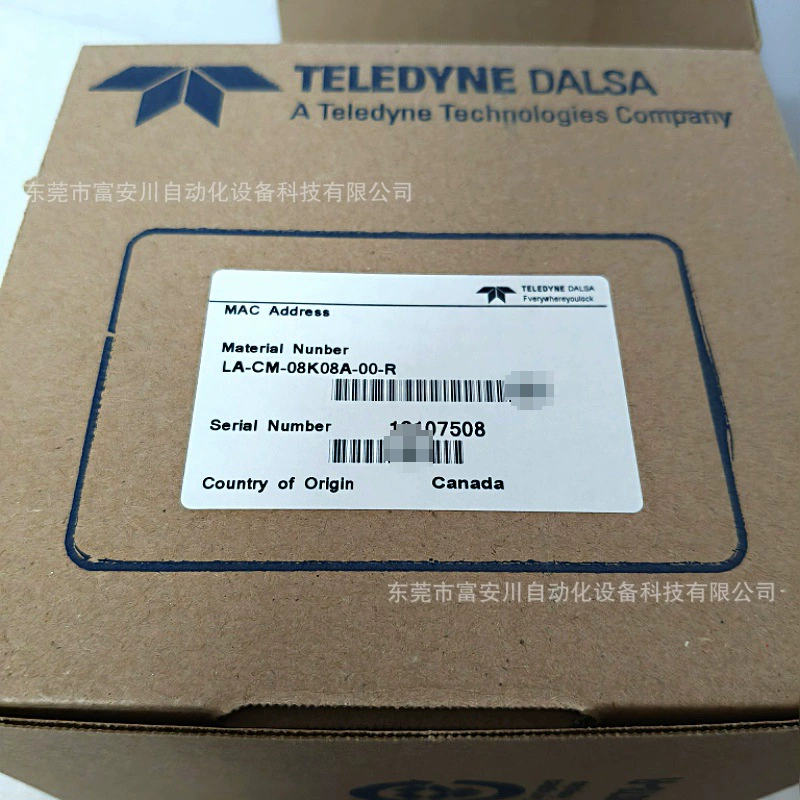 TELEDYNE DALSA
A Teledyne Technologies Company
东莞市富安川自动化设备科技有限公司
TELEDYNE DALSA
Everywhereyoulook
MAC Address
Material Nunber
LA-CM-08K08A-00-R
Serial Number
Country of Origin Canada
东莞市富安川自动化设备科技有限公司